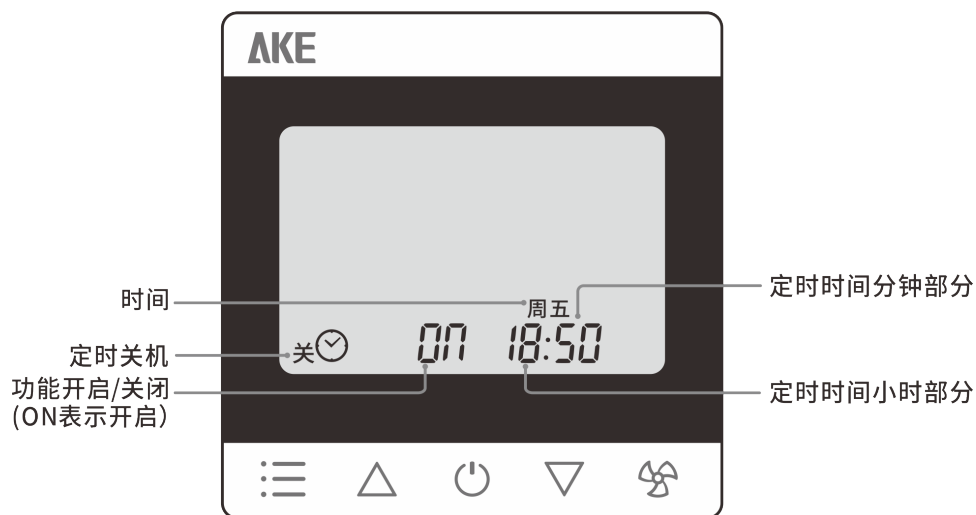 AKE
定时时间分钟部分
时间
周五
关
ON 18:50
定时关机
功能开启/关闭
(ON表示开启)
定时时间小时部分